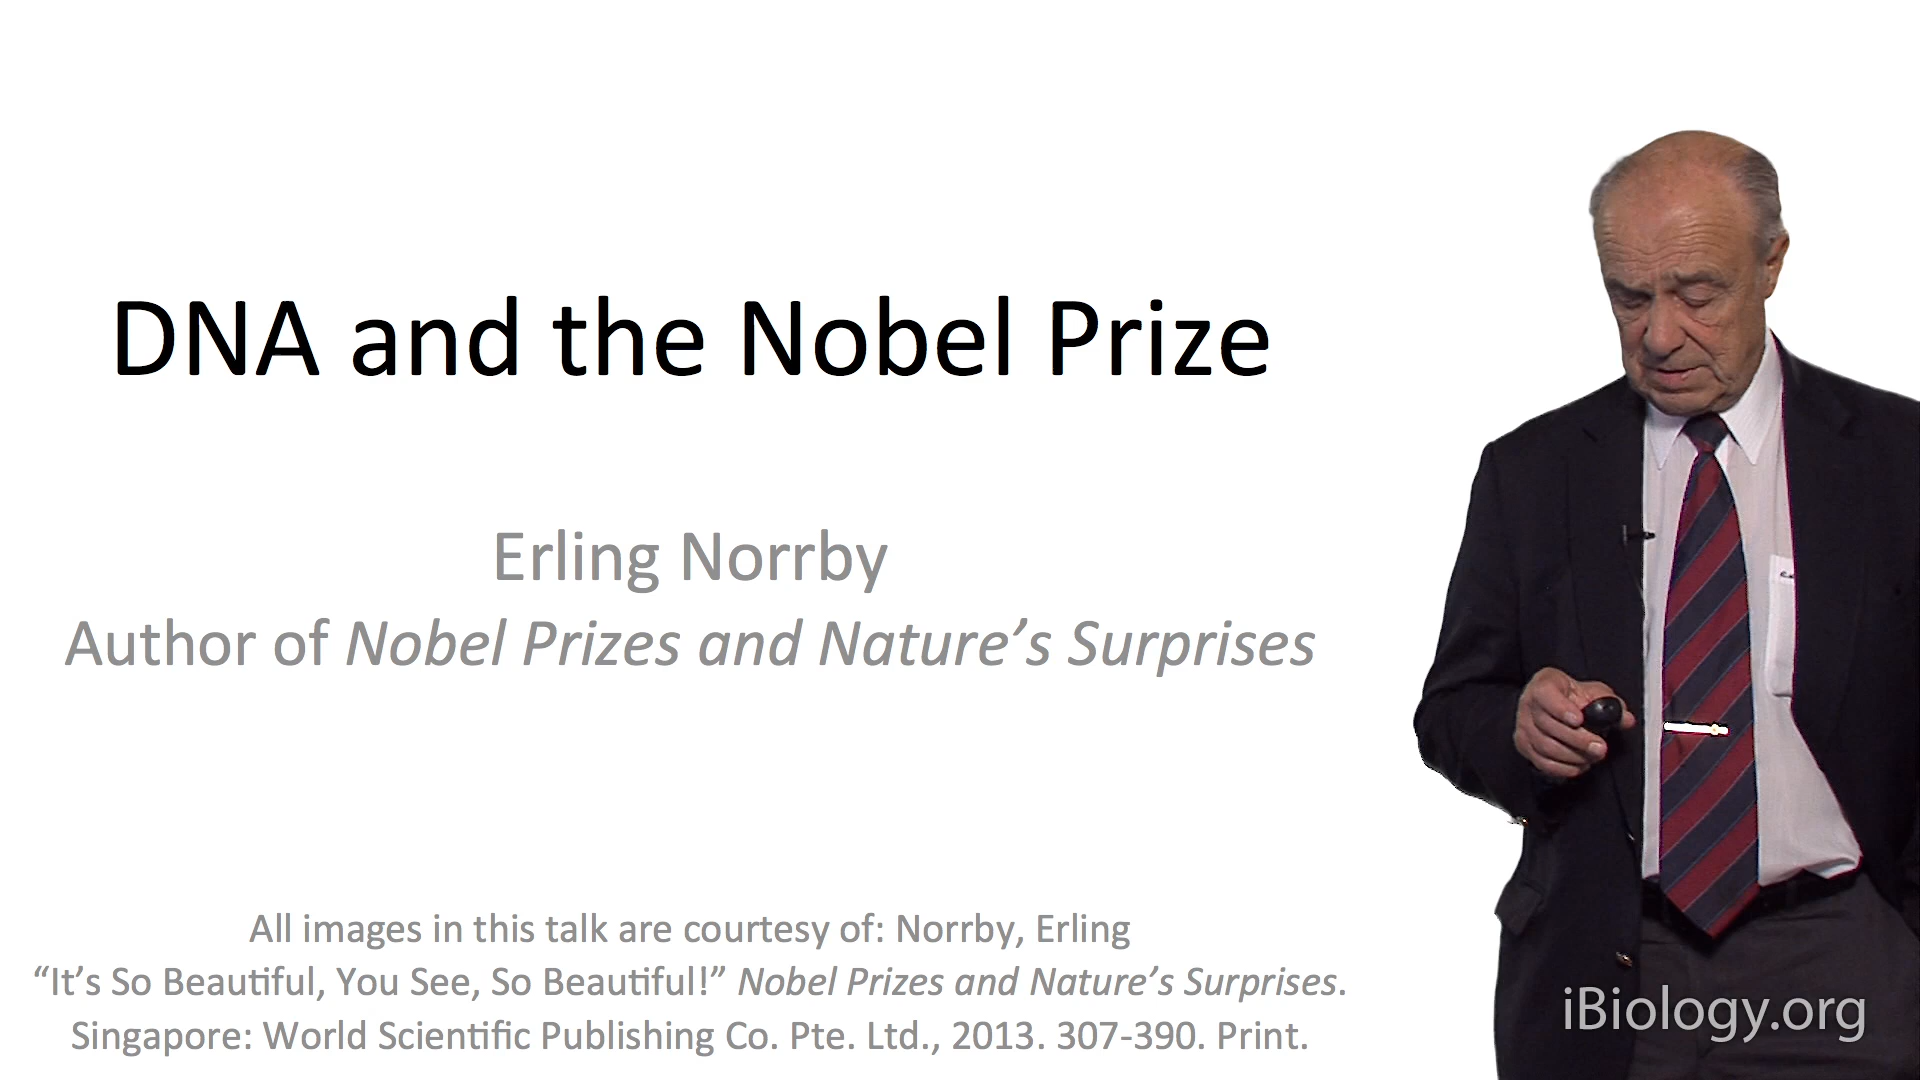 DNA and the Nobel Prize
Erling Norrby
Author of Nobel Prizes and Nature’s Surprises
All images in this talk are courtesy of: Norrby, Erling
“It’s So Beautiful, You See, So Beautiful!” Nobel Prizes and Nature’s Surprises.
Singapore: World Scientific Publishing Co. Pte. Ltd., 2013. 307-390. Print.
iBiology.org